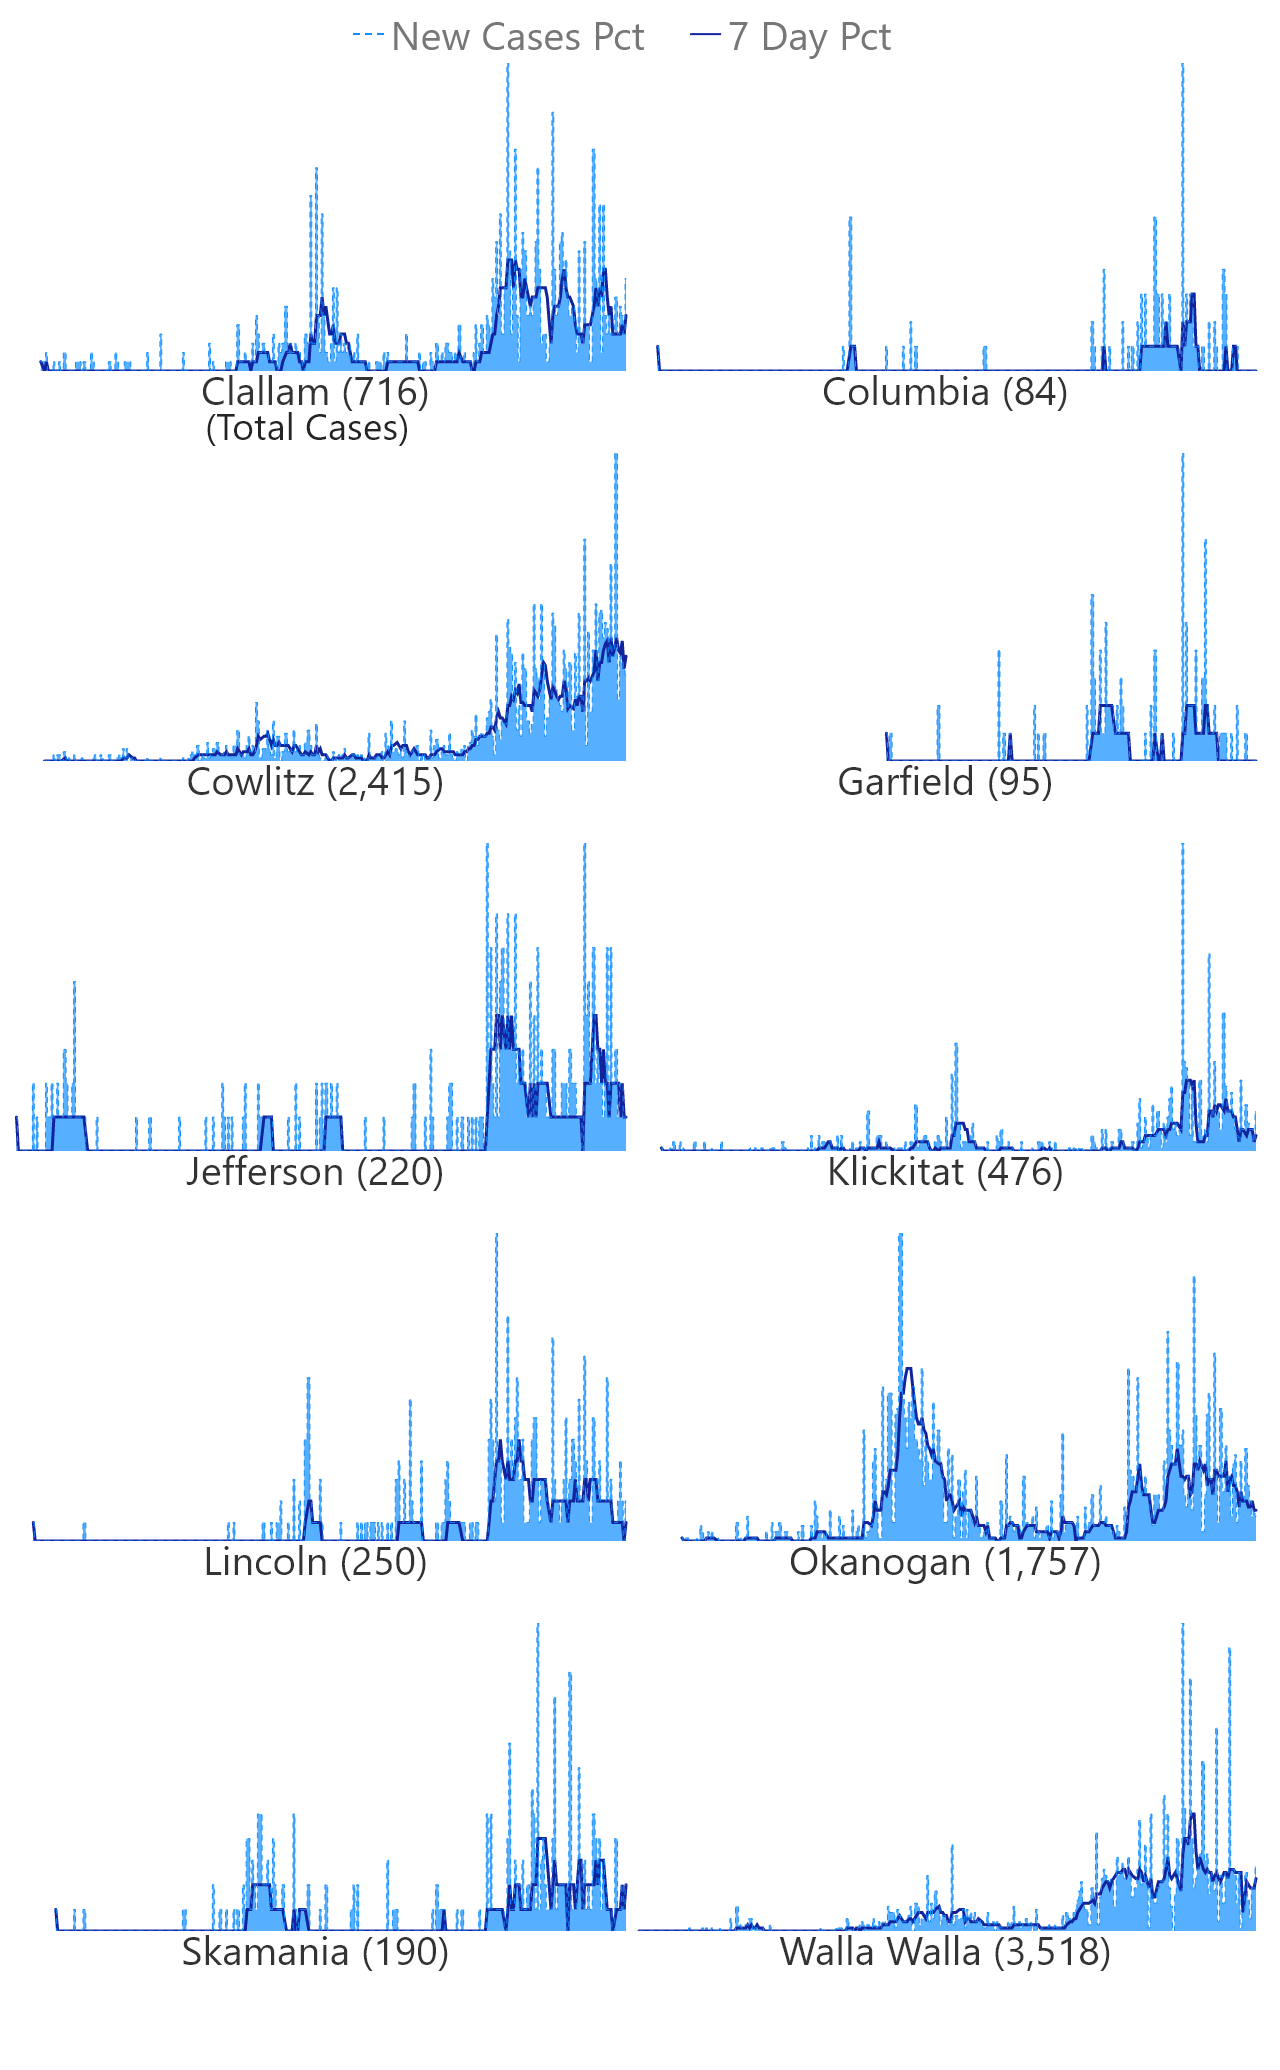 New Cases Pct 7 Day Pct
Clallam (716)
(Total Cases)
Columbia (84)
Cowlitz (2,415)
Garfield (95)
Jefferson (220)
Klickitat (476)
Lincoln (250)
Okanogan (1,757)
Skamania (190)
Walla Walla (3,518)